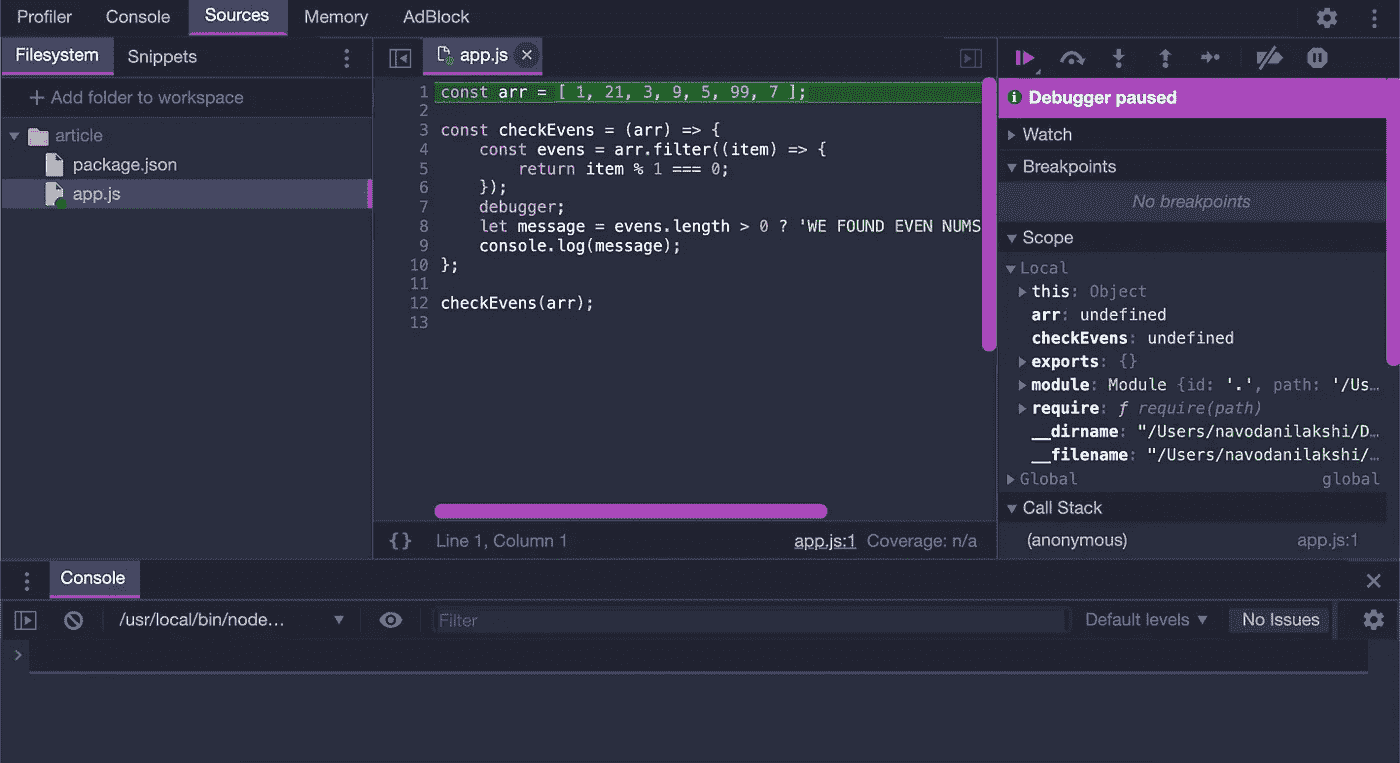 Profiler Console Sources Memory AdBlock
Filesystem Snippets
+ Add folder to workspace
article
package.json
app.js
app.js ×
1 const arr = [ 1, 21, 3, 9, 5, 99, 7 ];
2
3 const checkEvens = (arr) => {
4 const evens = arr.filter((item) => {
5 return item % 1 === 0;
6 });
7 debugger;
8 let message = evens.length > 0 ? 'WE FOUND EVEN NUMS
9 console.log(message);
10 };
11
12 checkEvens(arr);
13
{} Line 1, Column 1 app.js:1 Coverage: n/a
Debugger paused
Watch
Breakpoints
No breakpoints
Scope
Local
this: Object
arr: undefined
checkEvens: undefined
exports: {}
module: Module {id: '.', path: '/Us…
require: ƒ require(path)
__dirname: "/Users/navodanilakshi/D…
__filename: "/Users/navodanilakshi/…
Global global
Call Stack
(anonymous) app.js:1
Console
/usr/local/bin/node… Filter Default levels No Issues
>